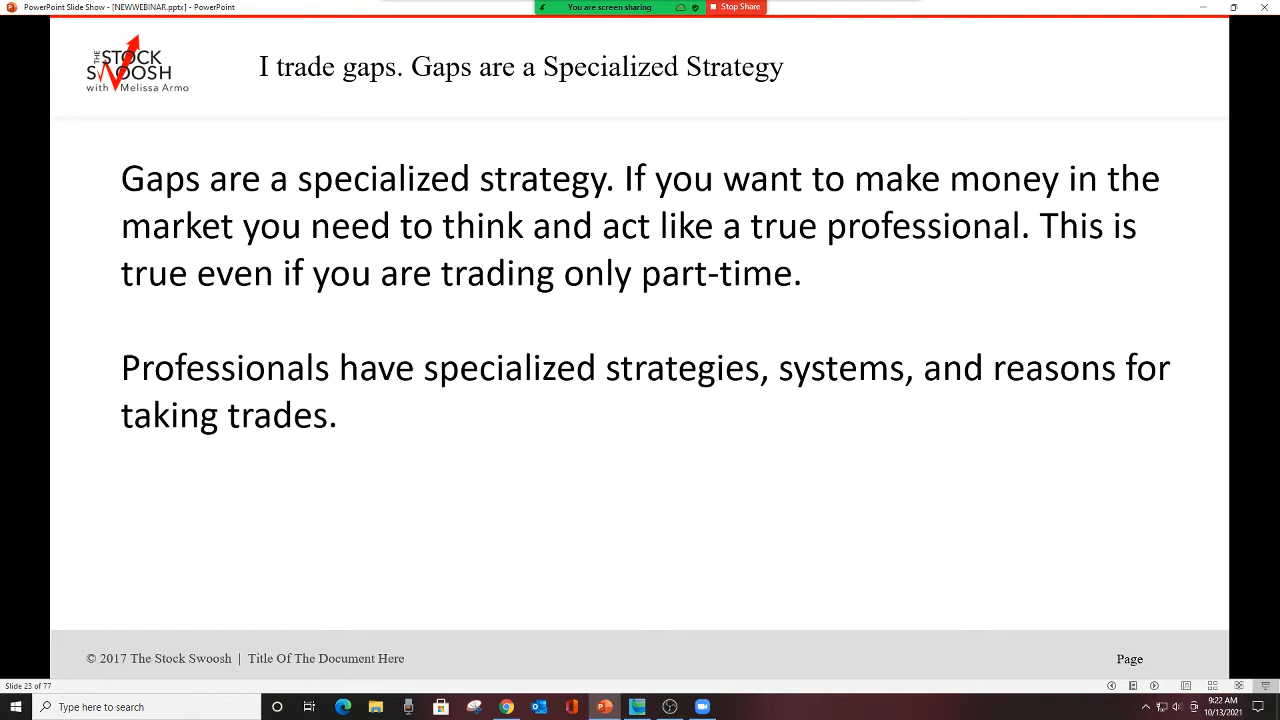 PowerPoint Slide Show - [NEWWEBINAR.pptx] - PowerPoint
You are screen sharing
Stop Share
THE
STOCK
SWOOSH
with Melissa Armo
I trade gaps. Gaps are a Specialized Strategy
Gaps are a specialized strategy. If you want to make money in the
market you need to think and act like a true professional. This is
true even if you are trading only part-time.
Professionals have specialized strategies, systems, and reasons for
taking trades.
© 2017 The Stock Swoosh | Title Of The Document Here
Page
Slide 23 of 77
Type here to search
9:22 AM
10/13/2021